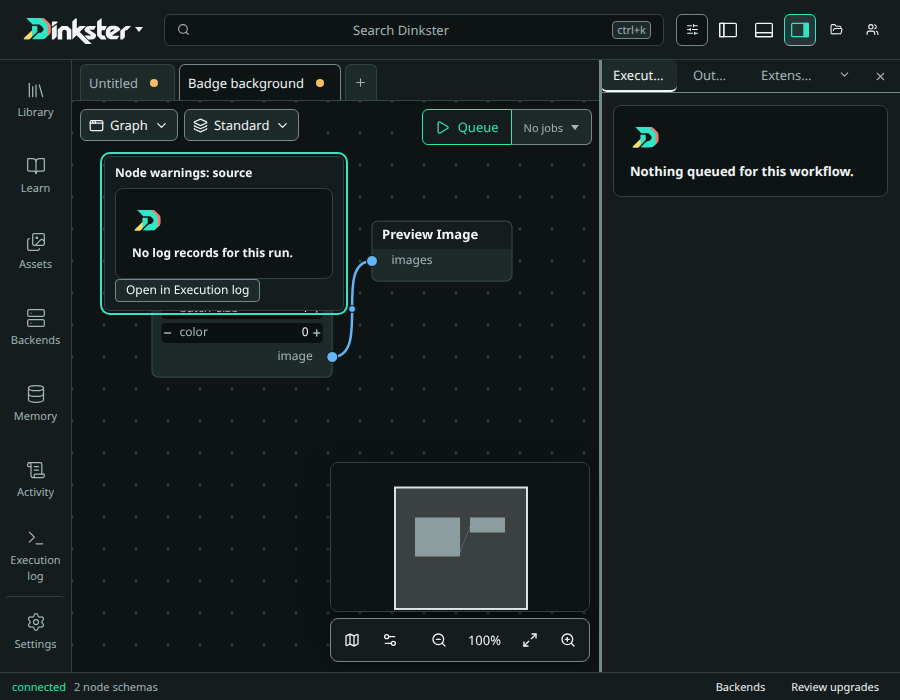 Dinkster
Search Dinkster
ctrl+k
Library
Learn
Assets
Backends
Memory
Activity
Execution
log
Settings
Untitled
Badge background
Graph
Standard
Queue
No jobs
Node warnings: source
No log records for this run.
Open in Execution log
color
0
image
Preview Image
images
100%
Execut...
Out...
Extens...
Nothing queued for this workflow.
connected
2 node schemas
Backends
Review upgrades